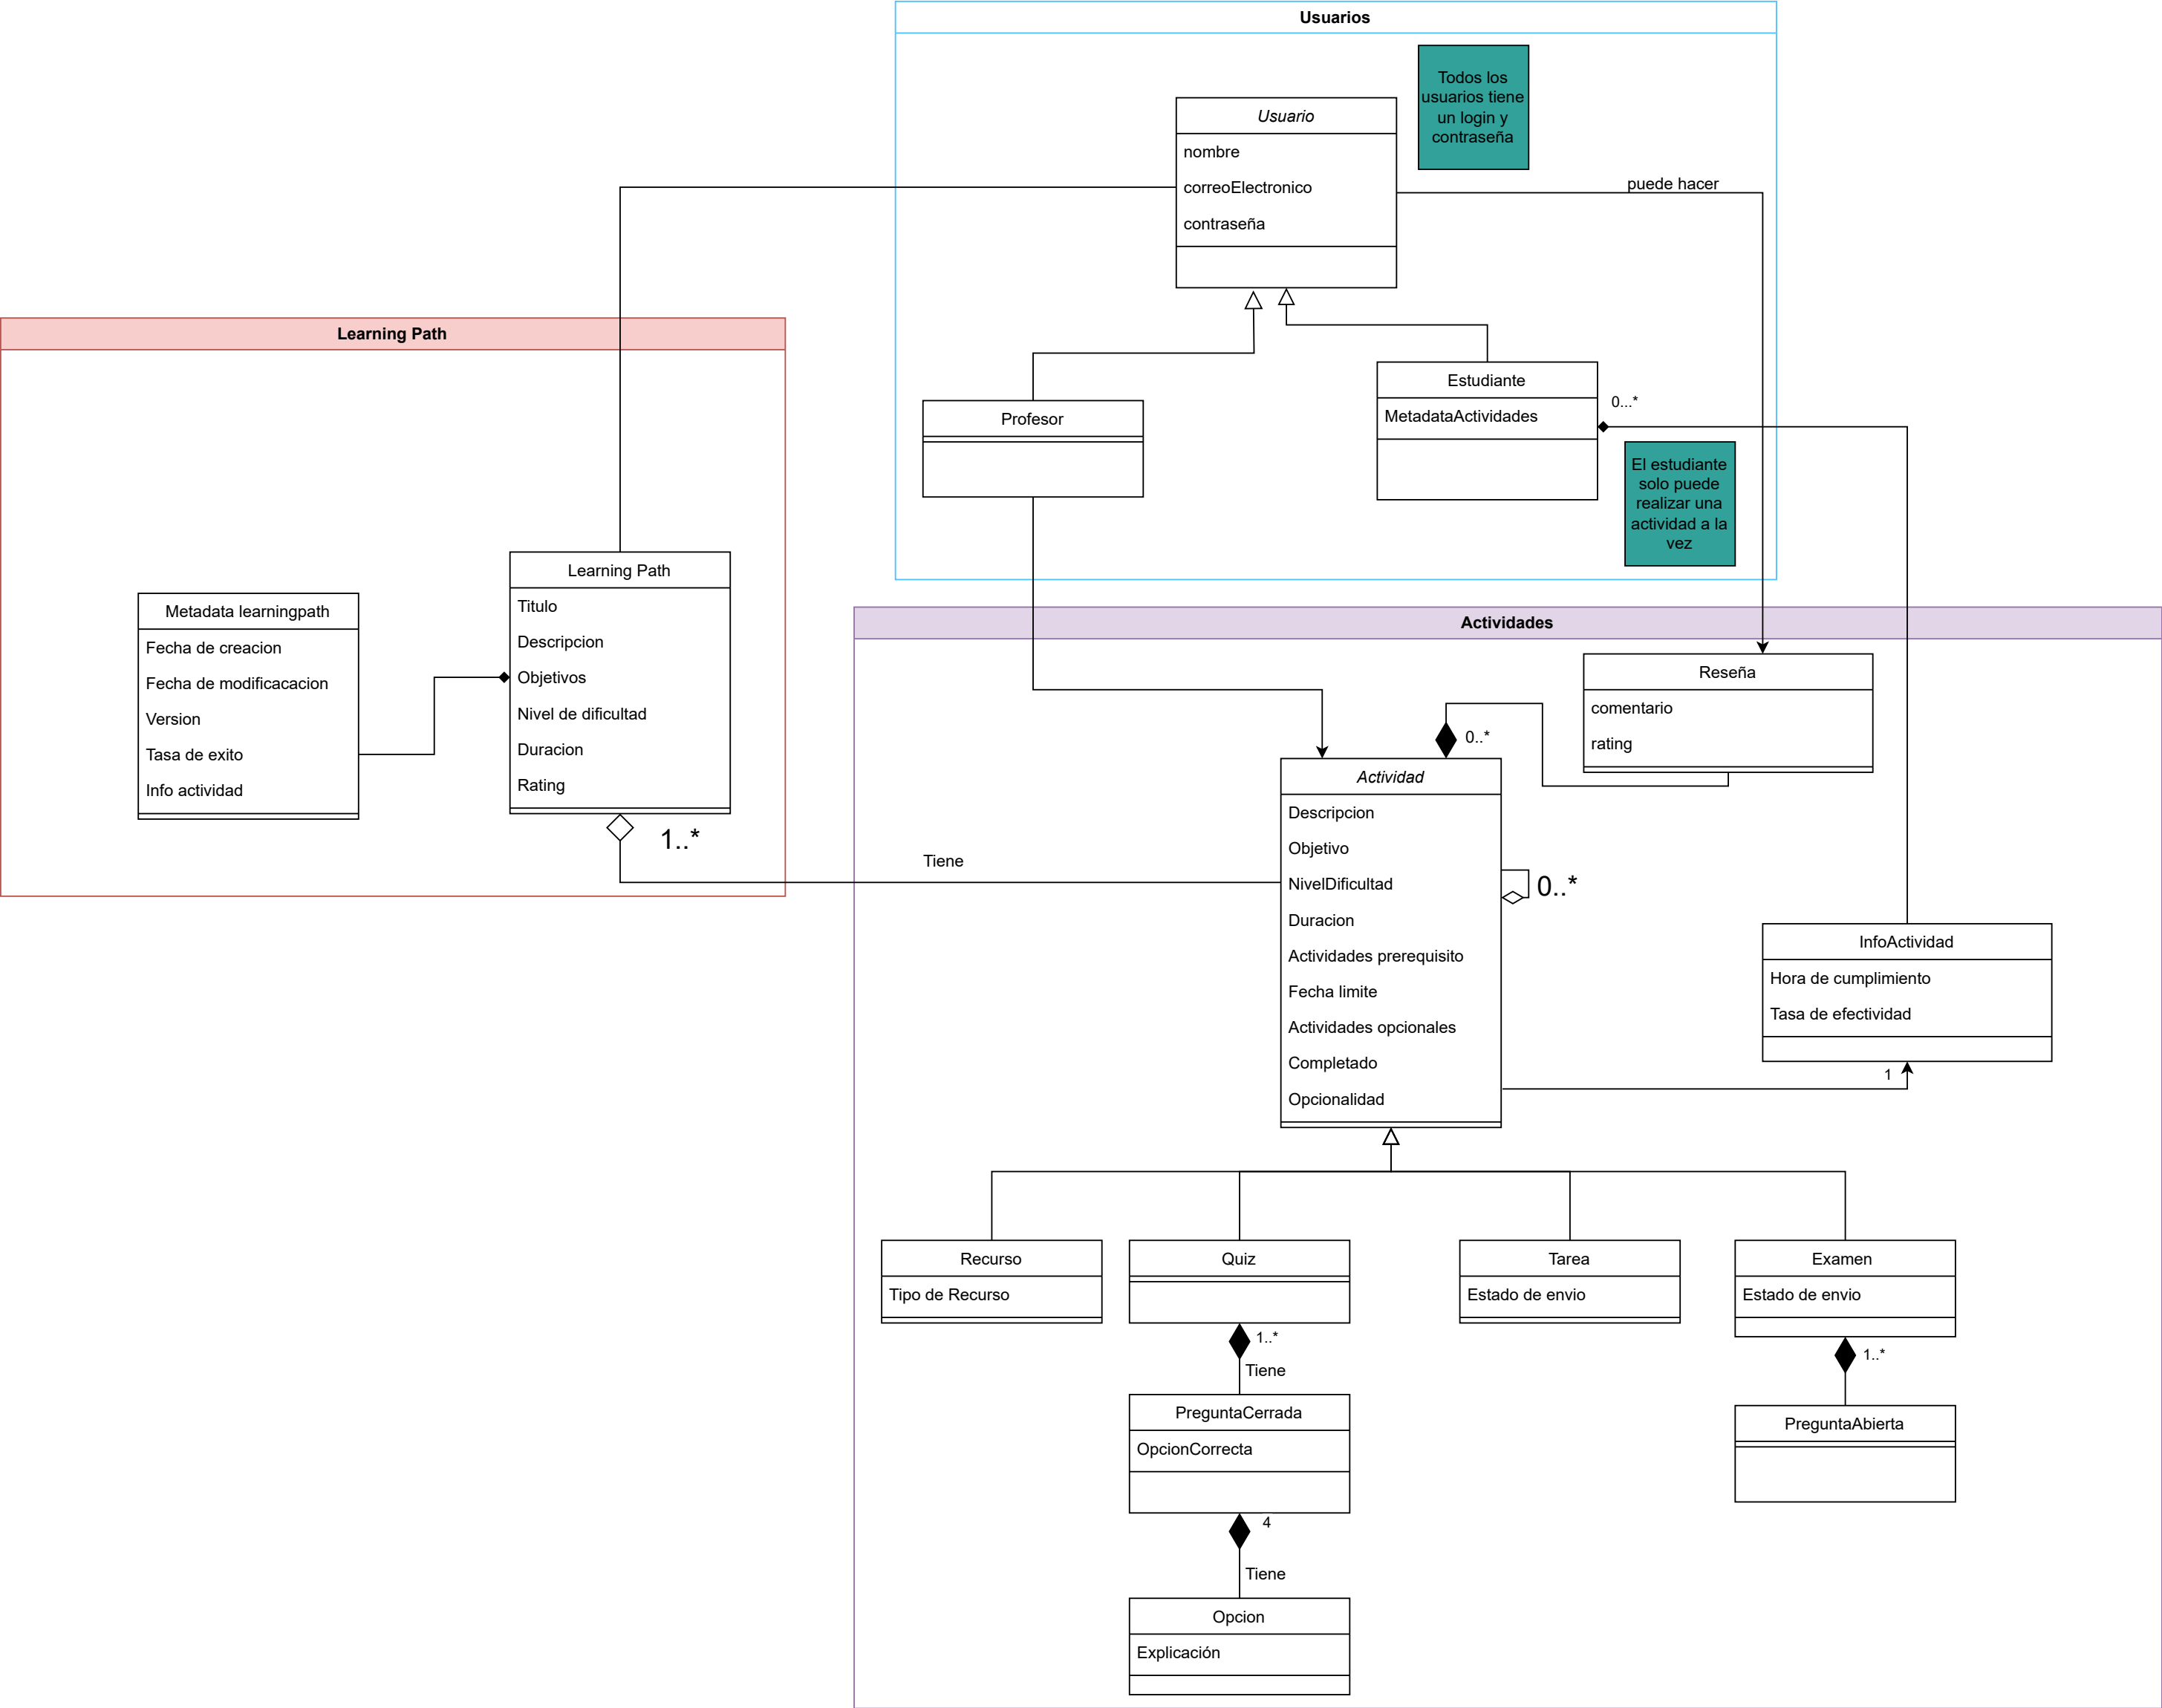 Usuarios
Todos los
usuarios tiene
un login y
contraseña
Usuario
nombre
correoElectronico
contraseña
puede hacer
Learning Path
Profesor
Estudiante
MetadataActividades
0...*
El estudiante
solo puede
realizar una
actividad a la
vez
Learning Path
Titulo
Descripcion
Objetivos
Nivel de dificultad
Duracion
Rating
1..*
Metadata learningpath
Fecha de creacion
Fecha de modificacacion
Version
Tasa de exito
Info actividad
Tiene
Actividades
Reseña
comentario
rating
0..*
Actividad
Descripcion
Objetivo
NivelDificultad
Duracion
Actividades prerequisito
Fecha limite
Actividades opcionales
Completado
Opcionalidad
0..*
InfoActividad
Hora de cumplimiento
Tasa de efectividad
1
Recurso
Tipo de Recurso
Quiz
Tarea
Estado de envio
Examen
Estado de envio
1..*
Tiene
1..*
PreguntaCerrada
OpcionCorrecta
PreguntaAbierta
4
Tiene
Opcion
Explicación